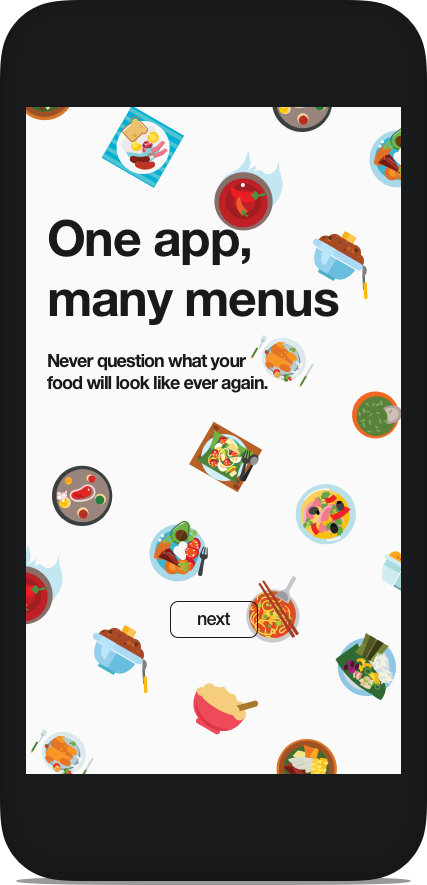 One app,
many menus
Never question what your
food will look like ever again.
next